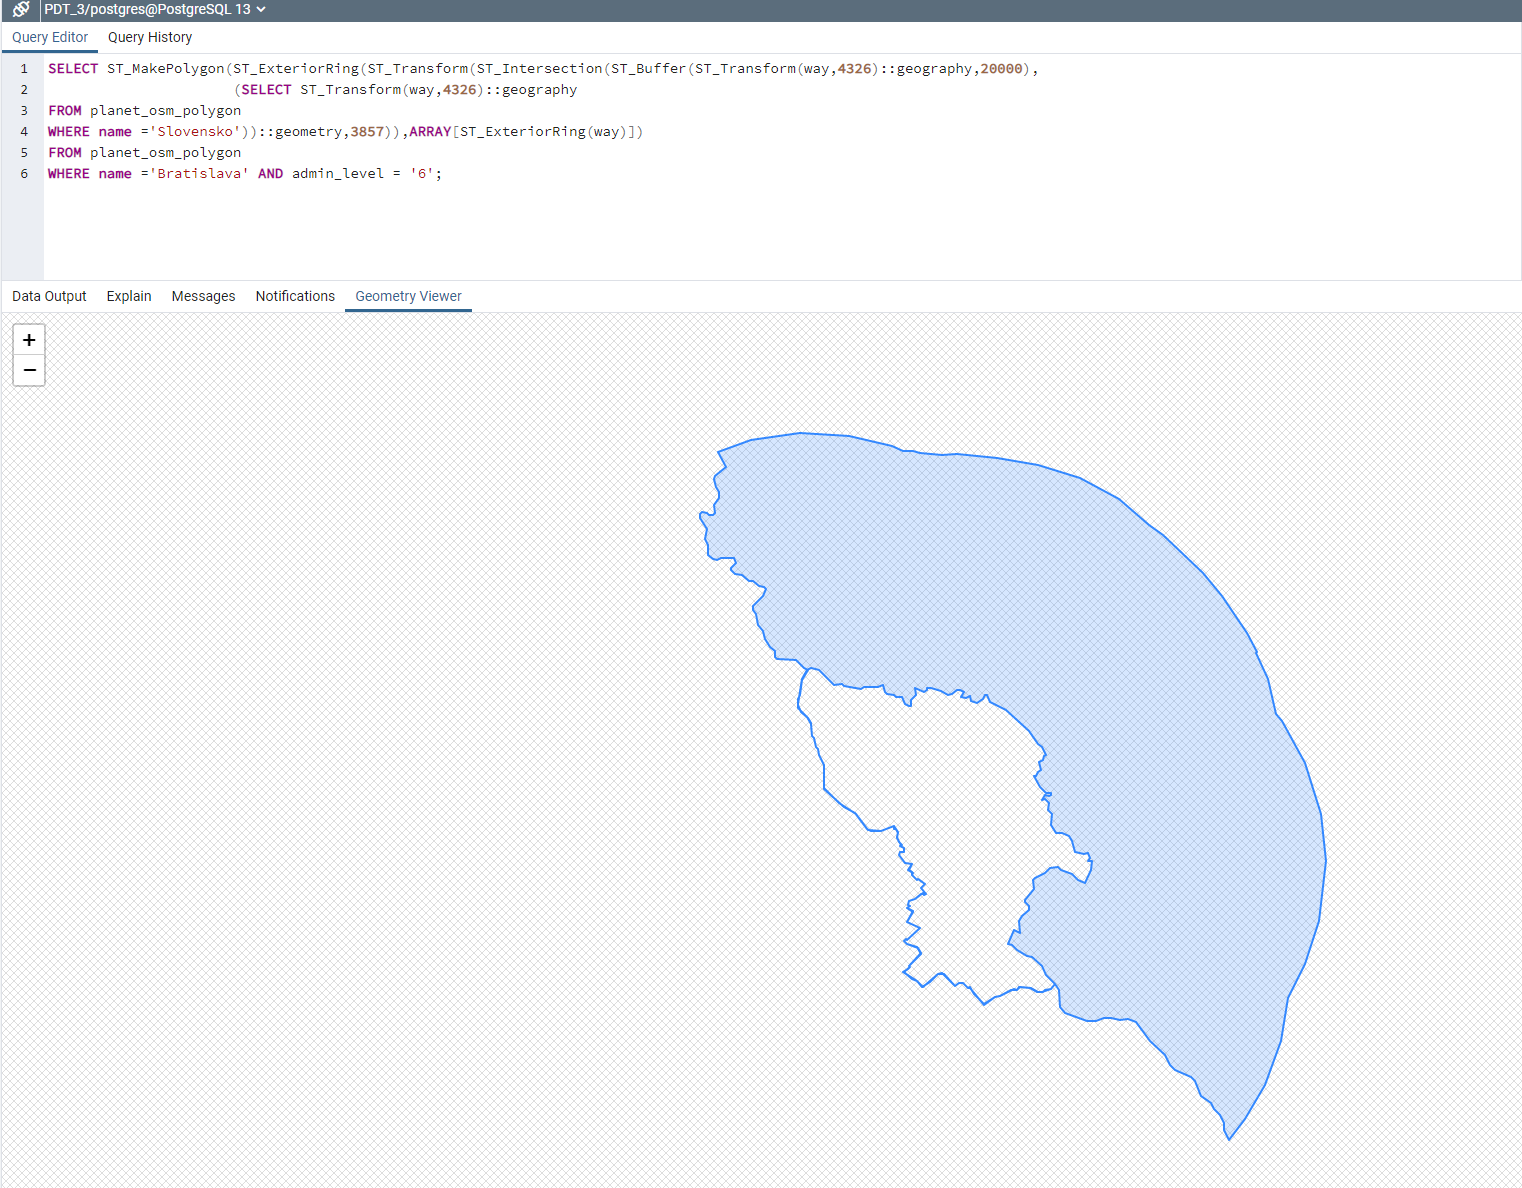 PDT_3/postgres@PostgreSQL 13
Query Editor Query History
1 SELECT ST_MakePolygon(ST_ExteriorRing(ST_Transform(ST_Intersection(ST_Buffer(ST_Transform(way,4326)::geography,20000),
2 (SELECT ST_Transform(way,4326)::geography
3 FROM planet_osm_polygon
4 WHERE name ='Slovensko'))::geometry,3857)),ARRAY[ST_ExteriorRing(way)])
5 FROM planet_osm_polygon
6 WHERE name ='Bratislava' AND admin_level = '6';
Data Output Explain Messages Notifications Geometry Viewer
+
−